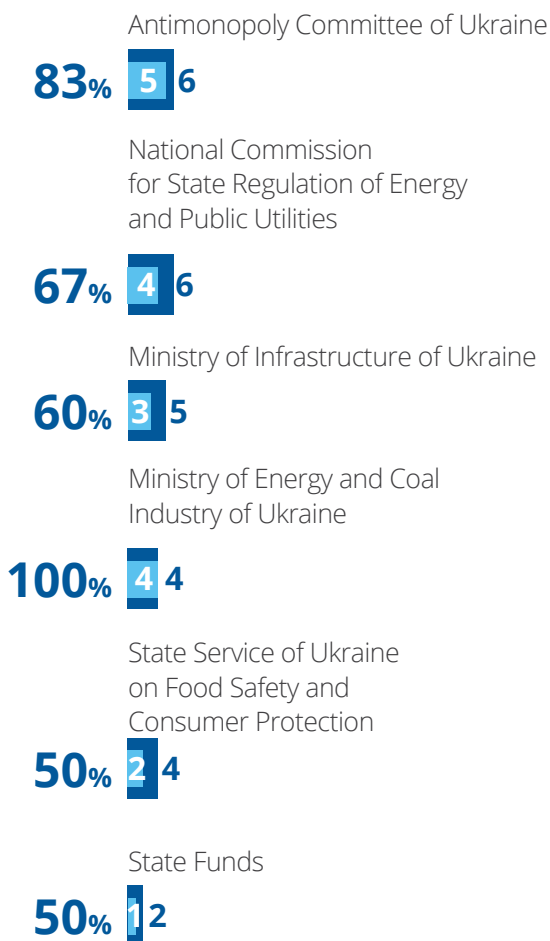 Antimonopoly Committee of Ukraine
83% 5 6
National Commission
for State Regulation of Energy
and Public Utilities
67% 4 6
Ministry of Infrastructure of Ukraine
60% 3 5
Ministry of Energy and Coal
Industry of Ukraine
100% 4 4
State Service of Ukraine
on Food Safety and
Consumer Protection
50% 2 4
State Funds
50% 1 2